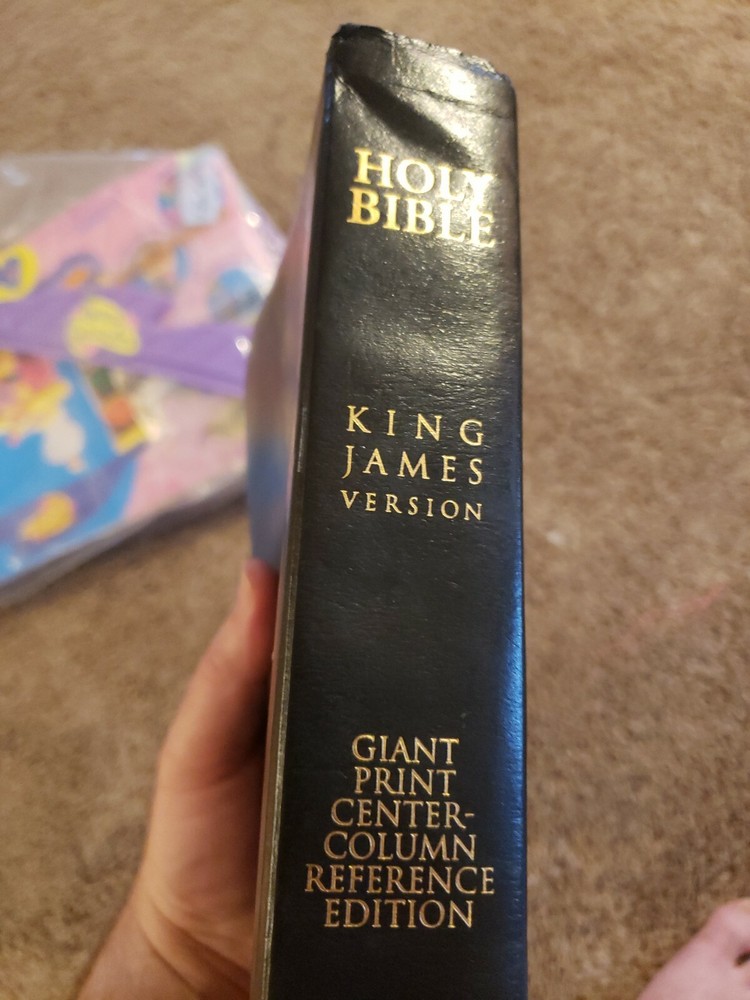 HOLY
BIBLE
KING
JAMES
VERSION
GIANT
PRINT
CENTER-
COLUMN
REFERENCE
EDITION